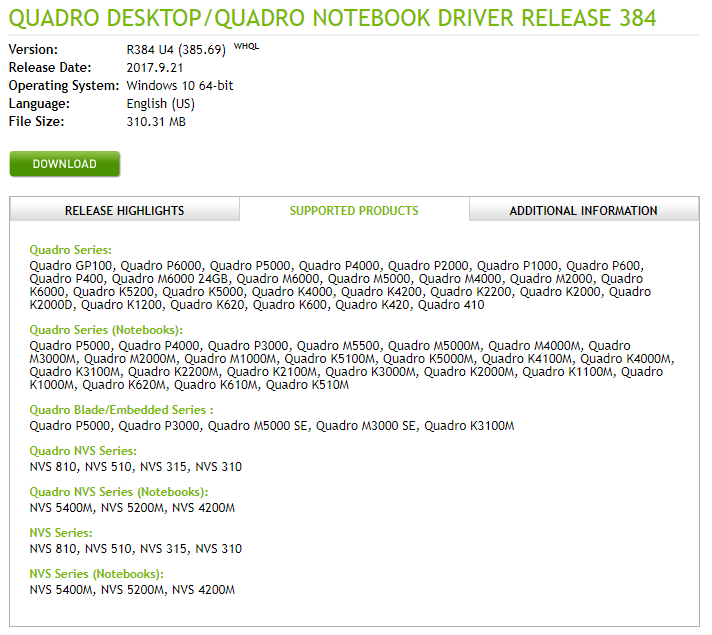 QUADRO DESKTOP/QUADRO NOTEBOOK DRIVER RELEASE 384
Version: R384 U4 (385.69) WHQL
Release Date: 2017.9.21
Operating System: Windows 10 64-bit
Language: English (US)
File Size: 310.31 MB
DOWNLOAD
RELEASE HIGHLIGHTS SUPPORTED PRODUCTS ADDITIONAL INFORMATION
Quadro Series:
Quadro GP100, Quadro P6000, Quadro P5000, Quadro P4000, Quadro P2000, Quadro P1000, Quadro P600,
Quadro P400, Quadro M6000 24GB, Quadro M6000, Quadro M5000, Quadro M4000, Quadro M2000, Quadro
K6000, Quadro K5200, Quadro K5000, Quadro K4000, Quadro K4200, Quadro K2200, Quadro K2000, Quadro
K2000D, Quadro K1200, Quadro K620, Quadro K600, Quadro K420, Quadro 410
Quadro Series (Notebooks):
Quadro P5000, Quadro P4000, Quadro P3000, Quadro M5500, Quadro M5000M, Quadro M4000M, Quadro
M3000M, Quadro M2000M, Quadro M1000M, Quadro K5100M, Quadro K5000M, Quadro K4100M, Quadro K4000M,
Quadro K3100M, Quadro K2200M, Quadro K2100M, Quadro K3000M, Quadro K2000M, Quadro K1100M, Quadro
K1000M, Quadro K620M, Quadro K610M, Quadro K510M
Quadro Blade/Embedded Series :
Quadro P5000, Quadro P3000, Quadro M5000 SE, Quadro M3000 SE, Quadro K3100M
Quadro NVS Series:
NVS 810, NVS 510, NVS 315, NVS 310
Quadro NVS Series (Notebooks):
NVS 5400M, NVS 5200M, NVS 4200M
NVS Series:
NVS 810, NVS 510, NVS 315, NVS 310
NVS Series (Notebooks):
NVS 5400M, NVS 5200M, NVS 4200M